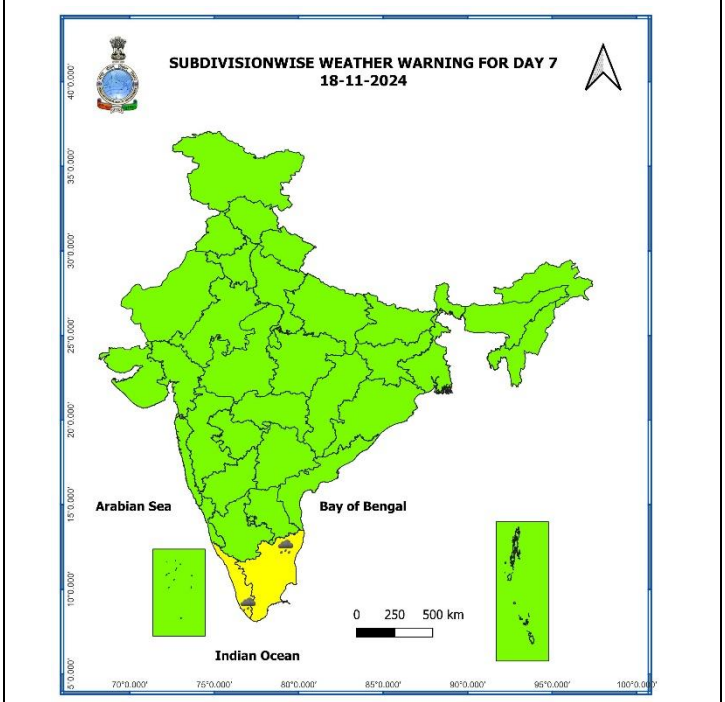 SUBDIVISIONWISE WEATHER WARNING FOR DAY 7
18-11-2024
40°0.000'
35°0.000'
30°0.000'
25°0.000'
20°0.000'
15°0.000'
10°0.000'
5°0.000'
Arabian Sea
Bay of Bengal
0 250 500 km
Indian Ocean
70°0.000' 75°0.000' 80°0.000' 85°0.000' 90°0.000' 95°0.000' 100°0.000'